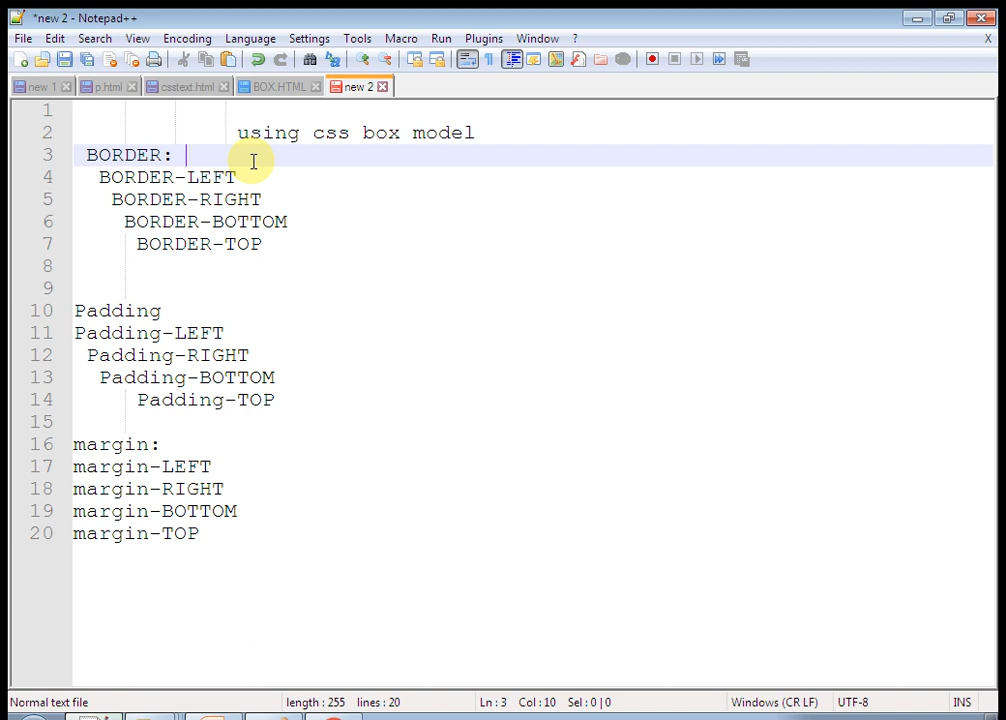 *new 2 - Notepad++
File Edit Search View Encoding Language Settings Tools Macro Run Plugins Window ? X
new 1 p.html csstext.html BOX.HTML new 2
1
2 using css box model
3 BORDER:
4 BORDER-LEFT
5 BORDER-RIGHT
6 BORDER-BOTTOM
7 BORDER-TOP
8
9
10 Padding
11 Padding-LEFT
12 Padding-RIGHT
13 Padding-BOTTOM
14 Padding-TOP
15
16 margin:
17 margin-LEFT
18 margin-RIGHT
19 margin-BOTTOM
20 margin-TOP
Normal text file length : 255 lines : 20 Ln : 3 Col : 10 Sel : 0 | 0 Windows (CR LF) UTF-8 INS